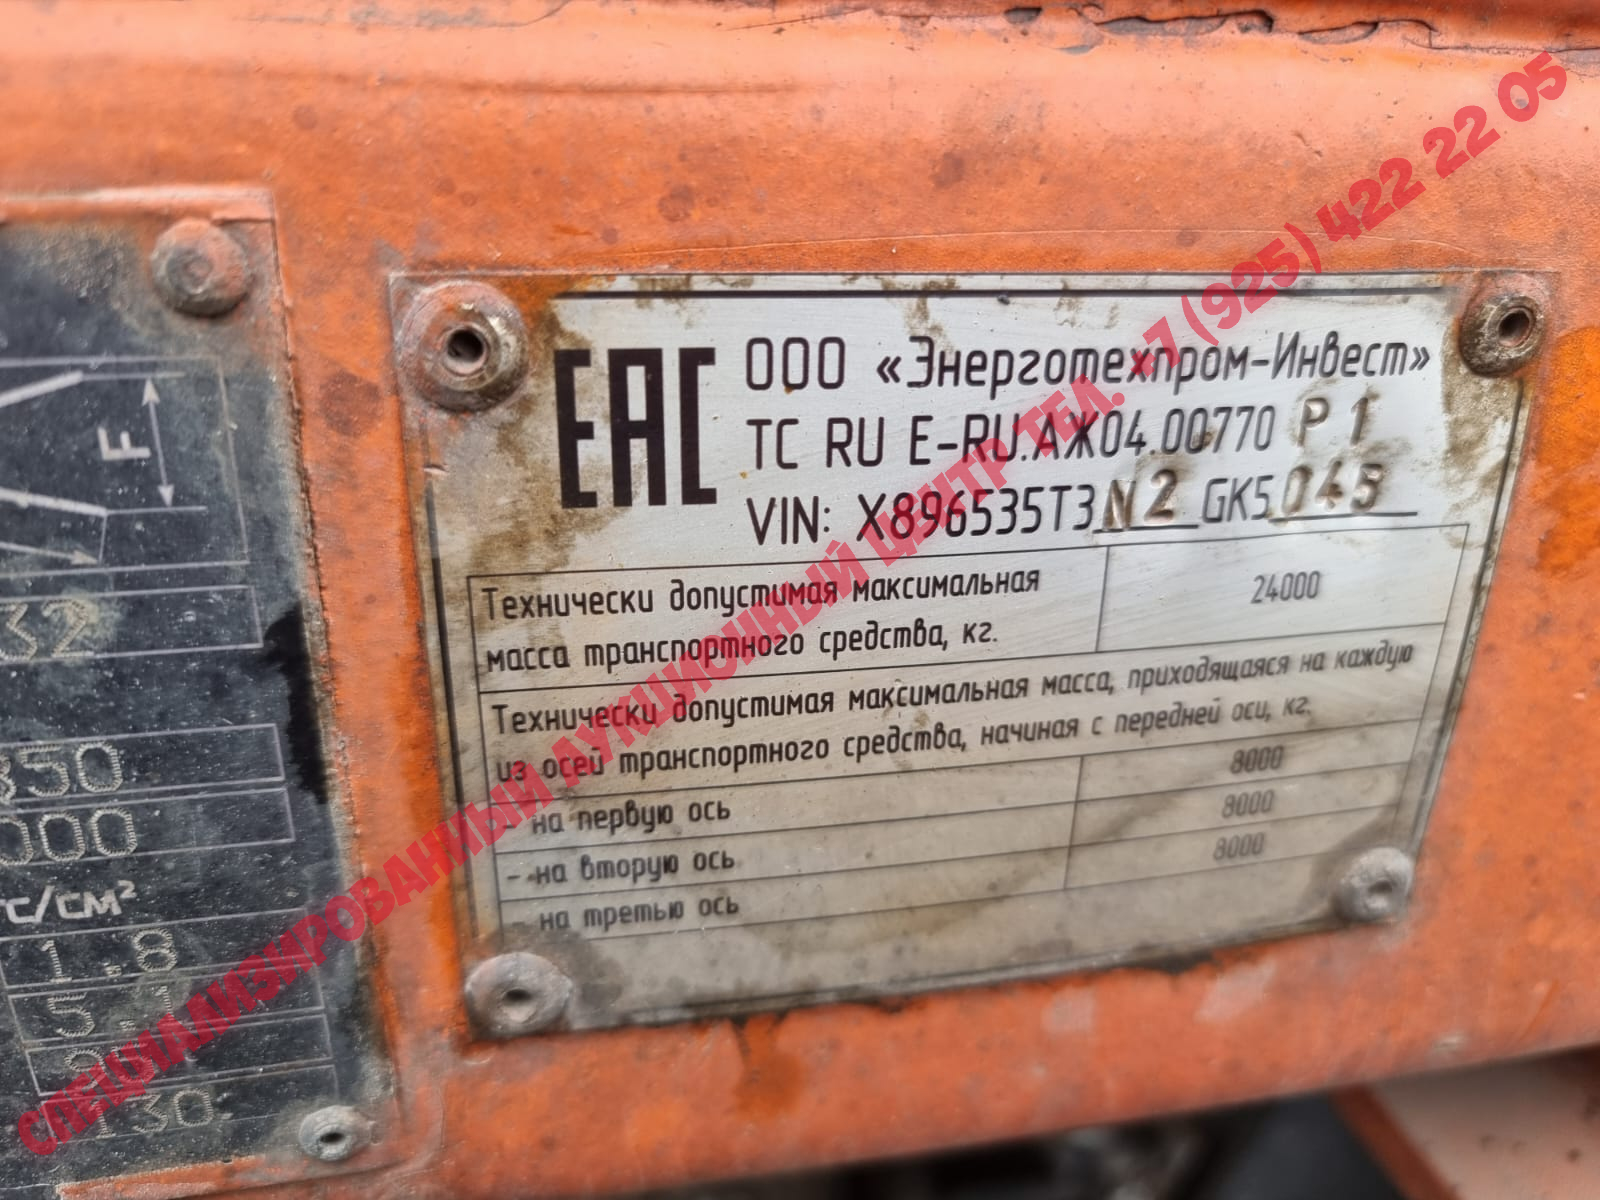 F
32
350
000
ГС/СМ²
1.8
5.1
130
ЕАС
ООО «Энерготехпром-Инвест»
ТС RU E-RU.АЖ04.00770 Р1
VIN: X896535T3N2GK5045
Технически допустимая максимальная 24000
масса транспортного средства, кг.
Технически допустимая максимальная масса, приходящаяся на каждую
из осей транспортного средства, начиная с передней оси, кг.
- на первую ось 8000
- на вторую ось 8000
- на третью ось 8000
СПЕЦИАЛИЗИРОВАННЫЙ АУКЦИОННЫЙ ЦЕНТР ТЕЛ. +7 (925) 422 22 05